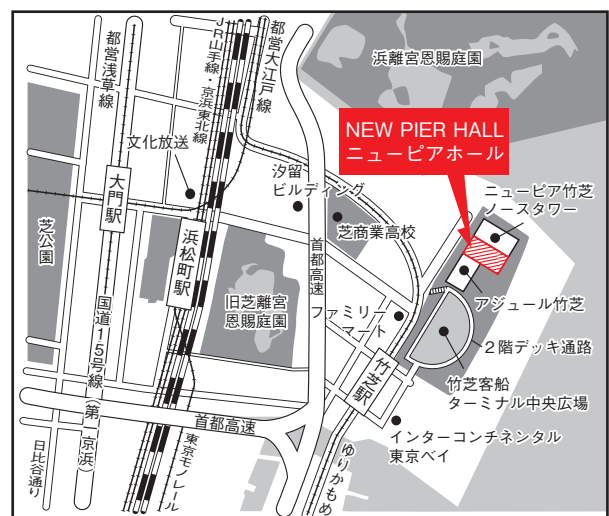 都営浅草線
JR山手線・京浜東北線
都営大江戸線
浜離宮恩賜庭園
NEW PIER HALL
ニューピアホール
文化放送
汐留
ビルディング
ニューピア竹芝
ノースタワー
大門駅
芝商業高校
芝公園
浜松町駅
首都高速
旧芝離宮
恩賜庭園
ファミリー
マート
アジュール竹芝
2階デッキ通路
竹芝駅
国道15号線(第一京浜)
竹芝客船
ターミナル中央広場
首都高速
インターコンチネンタル
東京ベイ
日比谷通り
東京モノレール
ゆりかもめ